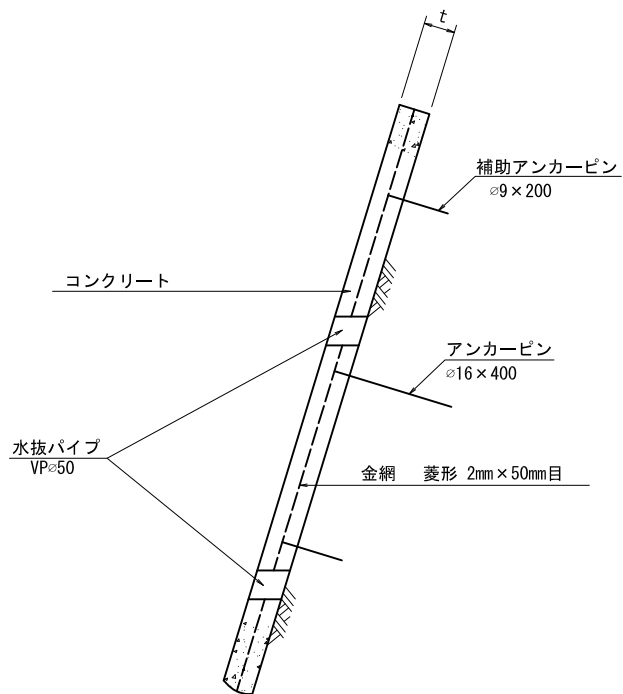 t
補助アンカーピン
∅9×200
コンクリート
アンカーピン
∅16×400
水抜パイプ
VP∅50
金網 菱形 2mm×50mm目